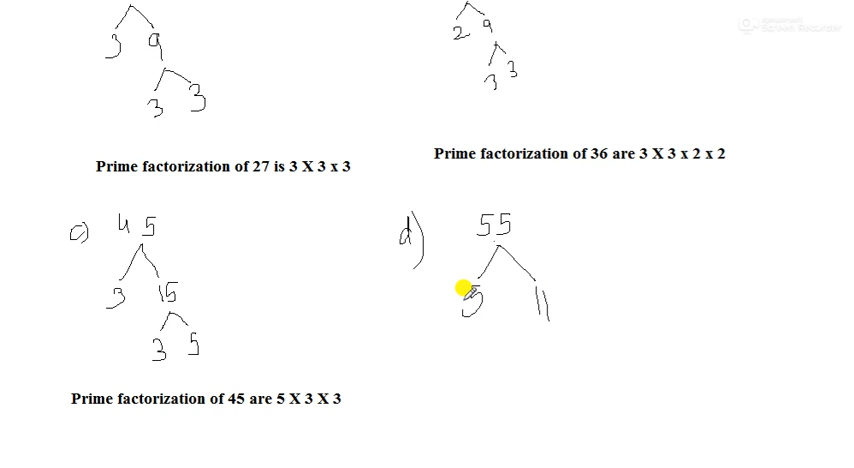 3 9
3 3
2 9
3 3
Prime factorization of 27 is 3 X 3 x 3
Prime factorization of 36 are 3 X 3 x 2 x 2
c) 45
3 15
3 5
Prime factorization of 45 are 5 X 3 X 3
d) 55
5 11
Screen Recorder